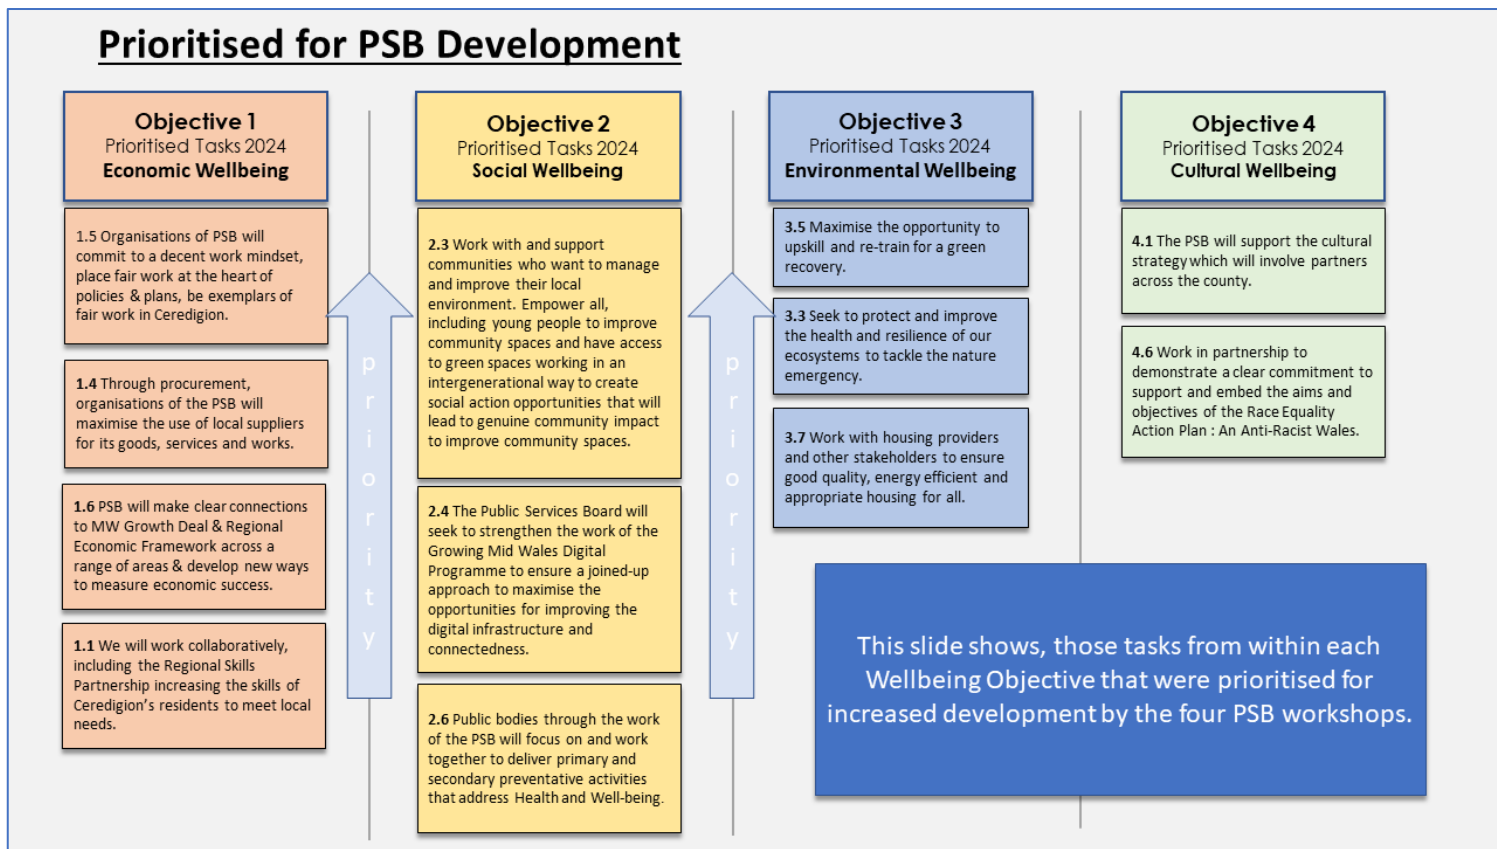 Prioritised for PSB Development
Objective 1
Prioritised Tasks 2024
Economic Wellbeing
1.5 Organisations of PSB will
commit to a decent work mindset,
place fair work at the heart of
policies & plans, be exemplars of
fair work in Ceredigion.
1.4 Through procurement,
organisations of the PSB will
maximise the use of local suppliers
for its goods, services and works.
1.6 PSB will make clear connections
to MW Growth Deal & Regional
Economic Framework across a
range of areas & develop new ways
to measure economic success.
1.1 We will work collaboratively,
including the Regional Skills
Partnership increasing the skills of
Ceredigion's residents to meet local
needs.
priority
Objective 2
Prioritised Tasks 2024
Social Wellbeing
2.3 Work with and support
communities who want to manage
and improve their local
environment. Empower all,
including young people to improve
community spaces and have access
to green spaces working in an
intergenerational way to create
social action opportunities that will
lead to genuine community impact
to improve community spaces.
2.4 The Public Services Board will
seek to strengthen the work of the
Growing Mid Wales Digital
Programme to ensure a joined-up
approach to maximise the
opportunities for improving the
digital infrastructure and
connectedness.
2.6 Public bodies through the work
of the PSB will focus on and work
together to deliver primary and
secondary preventative activities
that address Health and Well-being.
priority
Objective 3
Prioritised Tasks 2024
Environmental Wellbeing
3.5 Maximise the opportunity to
upskill and re-train for a green
recovery.
3.3 Seek to protect and improve
the health and resilience of our
ecosystems to tackle the nature
emergency.
3.7 Work with housing providers
and other stakeholders to ensure
good quality, energy efficient and
appropriate housing for all.
Objective 4
Prioritised Tasks 2024
Cultural Wellbeing
4.1 The PSB will support the cultural
strategy which will involve partners
across the county.
4.6 Work in partnership to
demonstrate a clear commitment to
support and embed the aims and
objectives of the Race Equality
Action Plan : An Anti-Racist Wales.
This slide shows, those tasks from within each
Wellbeing Objective that were prioritised for
increased development by the four PSB workshops.